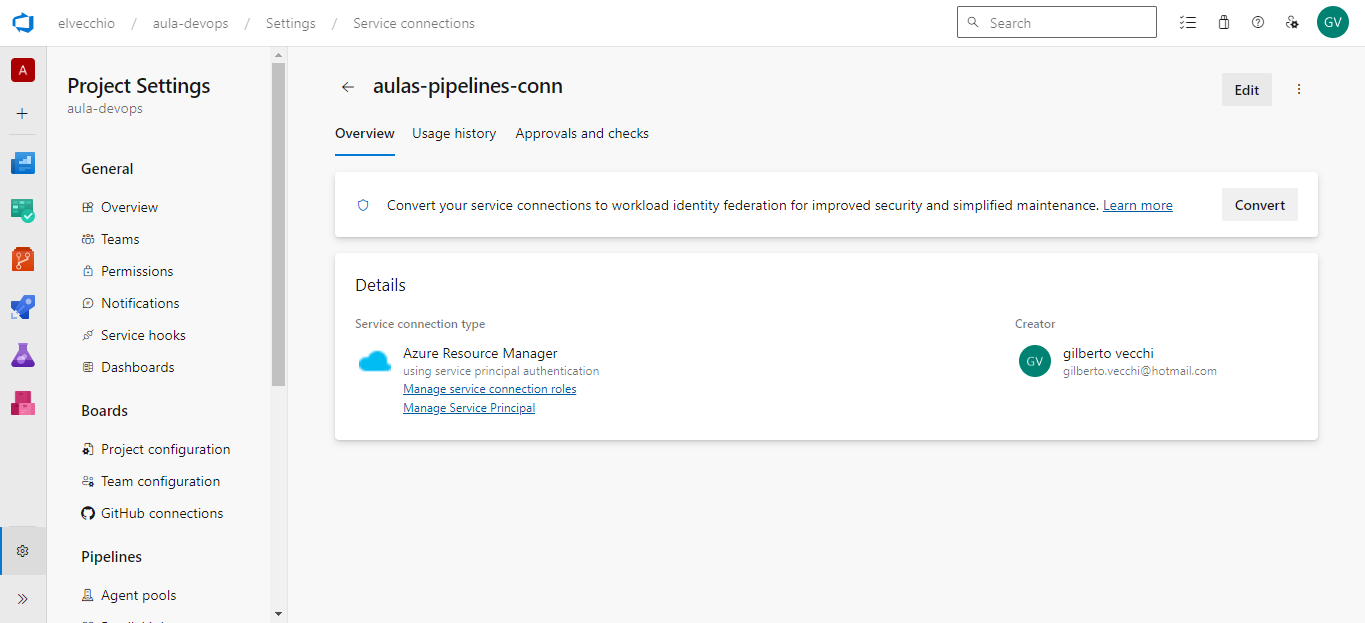 elvecchio / aula-devops / Settings / Service connections
Search
GV
A
Project Settings
aula-devops
General
Overview
Teams
Permissions
Notifications
Service hooks
Dashboards
Boards
Project configuration
Team configuration
GitHub connections
Pipelines
Agent pools
aulas-pipelines-conn
Edit
Overview Usage history Approvals and checks
Convert your service connections to workload identity federation for improved security and simplified maintenance. Learn more
Convert
Details
Service connection type
Azure Resource Manager
using service principal authentication
Manage service connection roles
Manage Service Principal
Creator
GV
gilberto vecchi
gilberto.vecchi@hotmail.com